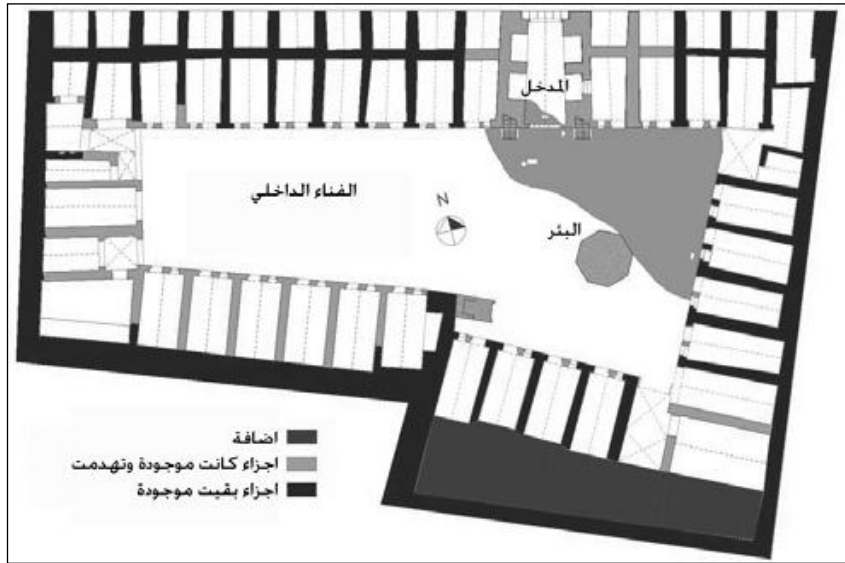 المدخل
الفناء الداخلي
N
البئر
اضافة
اجزاء كانت موجودة وتهدمت
اجزاء بقيت موجودة